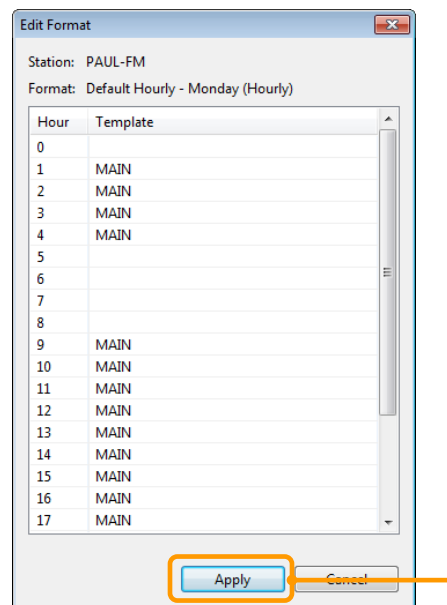 Edit Format
Station: PAUL-FM
Format: Default Hourly - Monday (Hourly)
Hour Template
0
1 MAIN
2 MAIN
3 MAIN
4 MAIN
5
6
7
8
9 MAIN
10 MAIN
11 MAIN
12 MAIN
13 MAIN
14 MAIN
15 MAIN
16 MAIN
17 MAIN
Apply Cancel